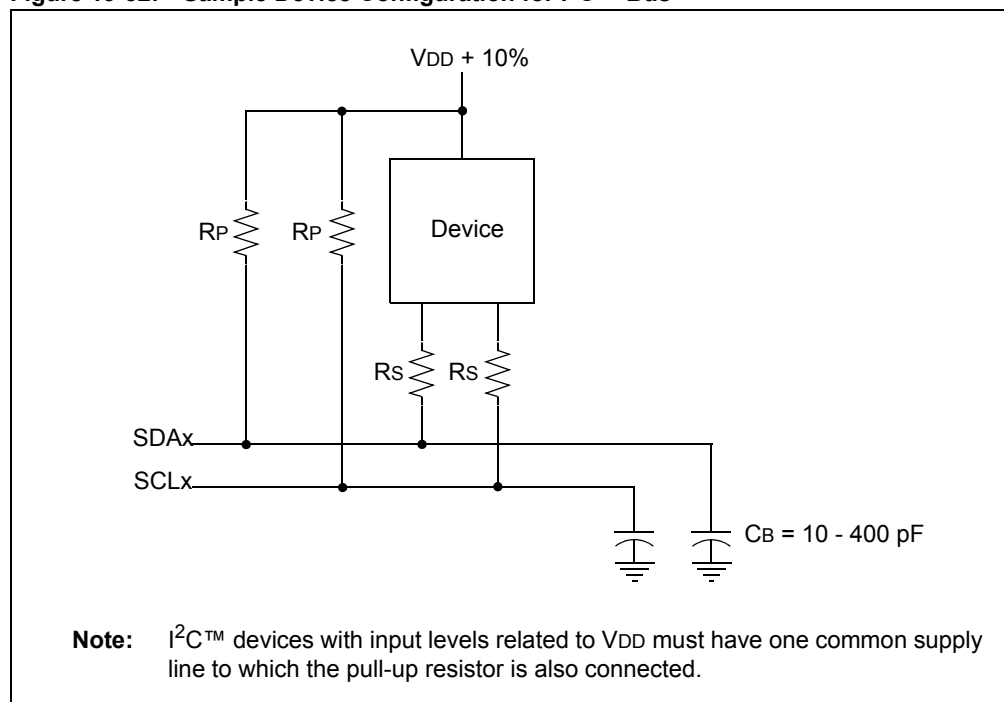 VDD + 10%
RP
RP
Device
RS
RS
SDAx
SCLx
CB = 10 - 400 pF
Note: I2C™ devices with input levels related to VDD must have one common supply
line to which the pull-up resistor is also connected.